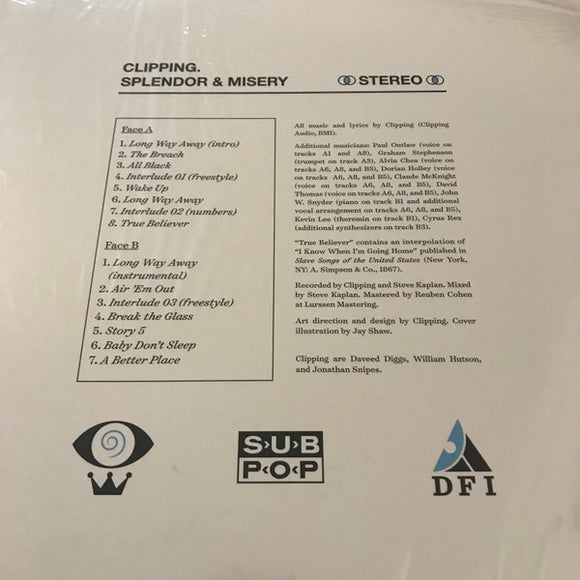 CLIPPING.
SPLENDOR & MISERY
STEREO
Face A
1. Long Way Away (intro)
2. The Breach
3. All Black
4. Interlude 01 (freestyle)
5. Wake Up
6. Long Way Away
7. Interlude 02 (numbers)
8. True Believer
Face B
1. Long Way Away
(instrumental)
2. Air 'Em Out
3. Interlude 03 (freestyle)
4. Break the Glass
5. Story 5
6. Baby Don't Sleep
7. A Better Place
All music and lyrics by Clipping (Clipping
Audio, BMI).
Additional musicians: Paul Outlaw (voice on
tracks A1 and A8), Graham Stephenson
(trumpet on track A3), Alvin Chea (voice on
tracks A6, A8, and B5), Dorian Holley (voice
on tracks A6, A8, and B5), Claude McKnight
(voice on tracks A6, A8, and B5), David
Thomas (voice on tracks A6, A8, and B5), John
W. Snyder (piano on track B1 and additional
vocal arrangement on tracks A6, A8, and B5),
Kevin Lee (theremin on track B1), Cyrus Rex
(additional synthesizers on track B3).
"True Believer" contains an interpolation of
"I Know When I'm Going Home" published in
Slave Songs of the United States (New York,
NY: A. Simpson & Co., 1867).
Recorded by Clipping and Steve Kaplan. Mixed
by Steve Kaplan. Mastered by Reuben Cohen
at Lurssen Mastering.
Art direction and design by Clipping. Cover
illustration by Jay Shaw.
Clipping are Daveed Diggs, William Hutson,
and Jonathan Snipes.
SUB
POP
DFI